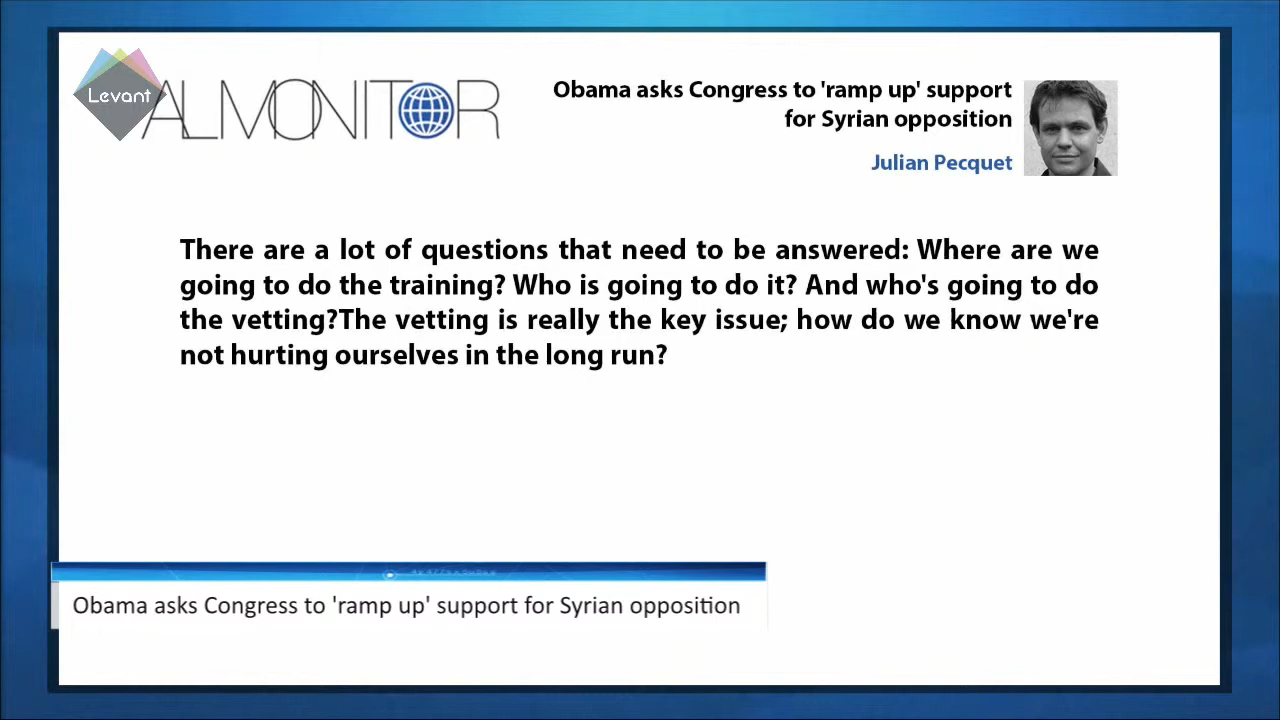 Levant
ALMONITOR
Obama asks Congress to 'ramp up' support
for Syrian opposition
Julian Pecquet
There are a lot of questions that need to be answered: Where are we
going to do the training? Who is going to do it? And who's going to do
the vetting?The vetting is really the key issue; how do we know we're
not hurting ourselves in the long run?
Obama asks Congress to 'ramp up' support for Syrian opposition